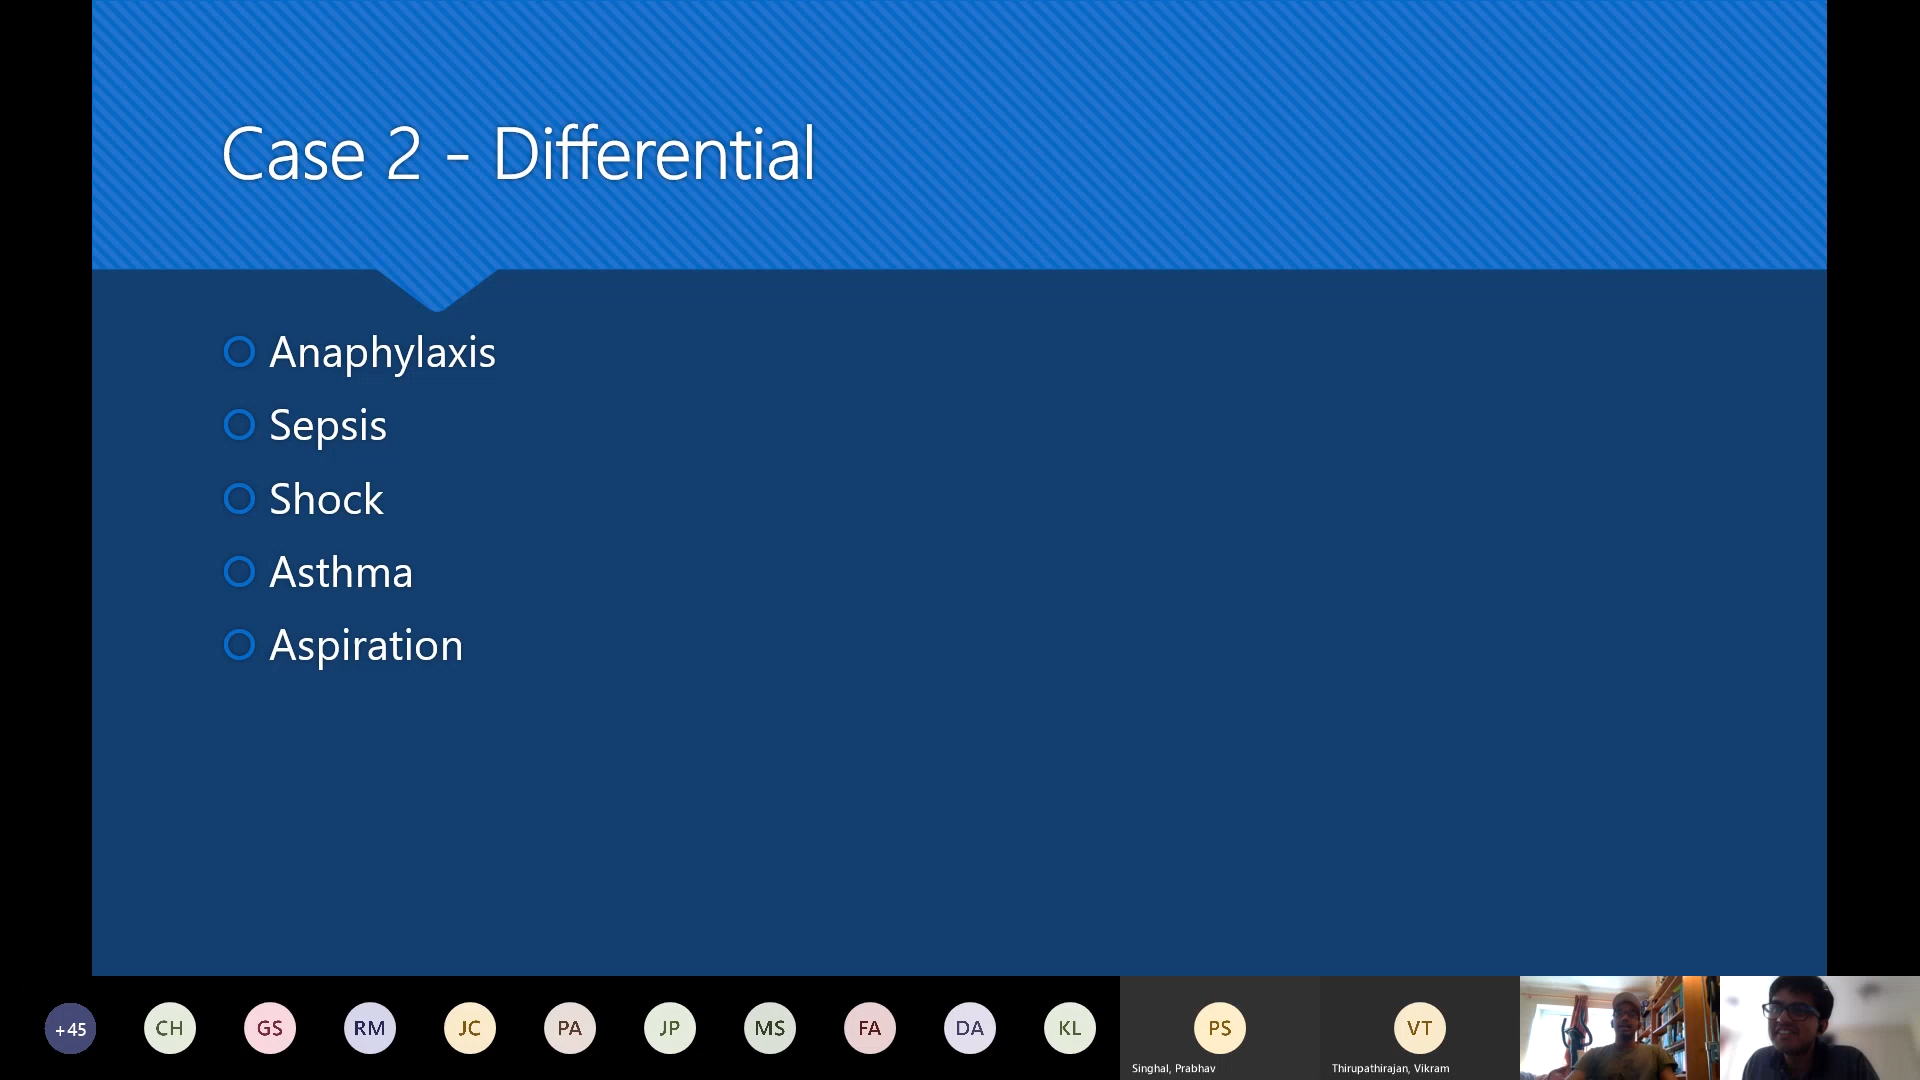 Case 2 - Differential
Anaphylaxis
Sepsis
Shock
Asthma
Aspiration
+45
CH
GS
RM
JC
PA
JP
MS
FA
DA
KL
PS
VT
Singhal, Prabhav
Thirupathirajan, Vikram